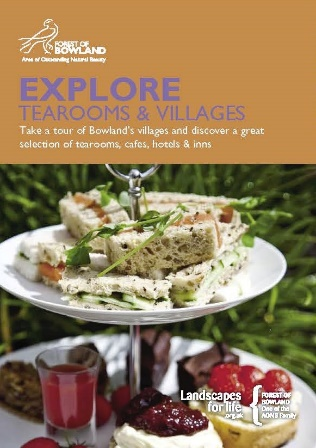 FOREST OF
BOWLAND
Area of Outstanding Natural Beauty
EXPLORE
TEAROOMS & VILLAGES
Take a tour of Bowland's villages and discover a great
selection of tearooms, cafes, hotels & inns
Landscapes
for life
.org.uk
FOREST OF
BOWLAND
One of the
AONB Family